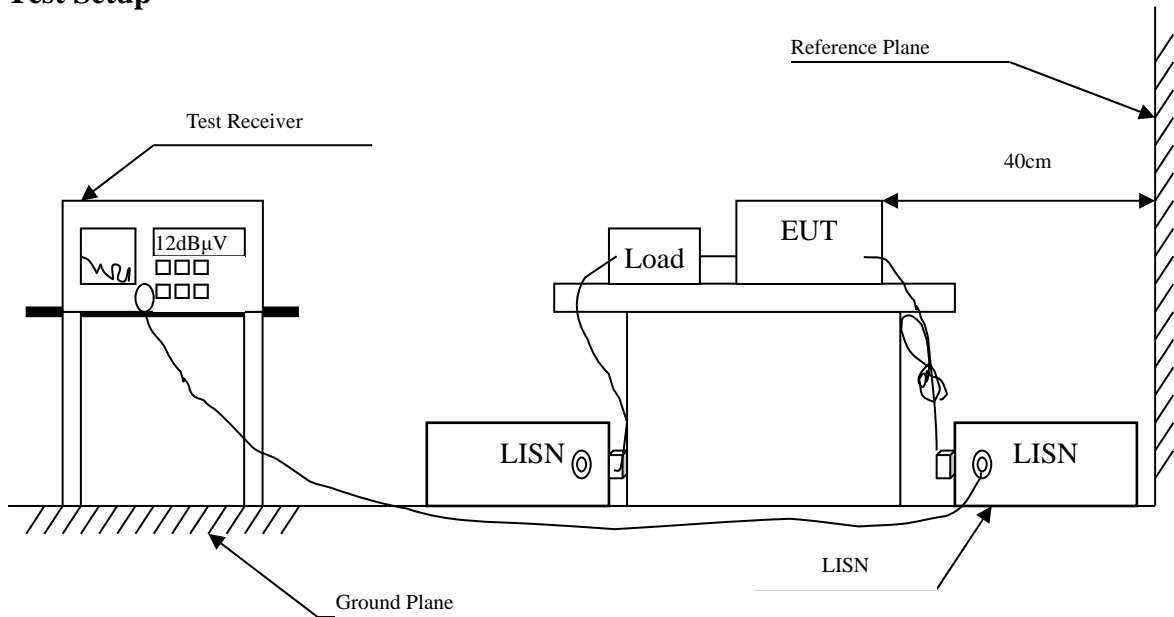 Test Setup
Reference Plane
Test Receiver
40cm
12dBµV
Load
EUT
LISN
LISN
LISN
Ground Plane